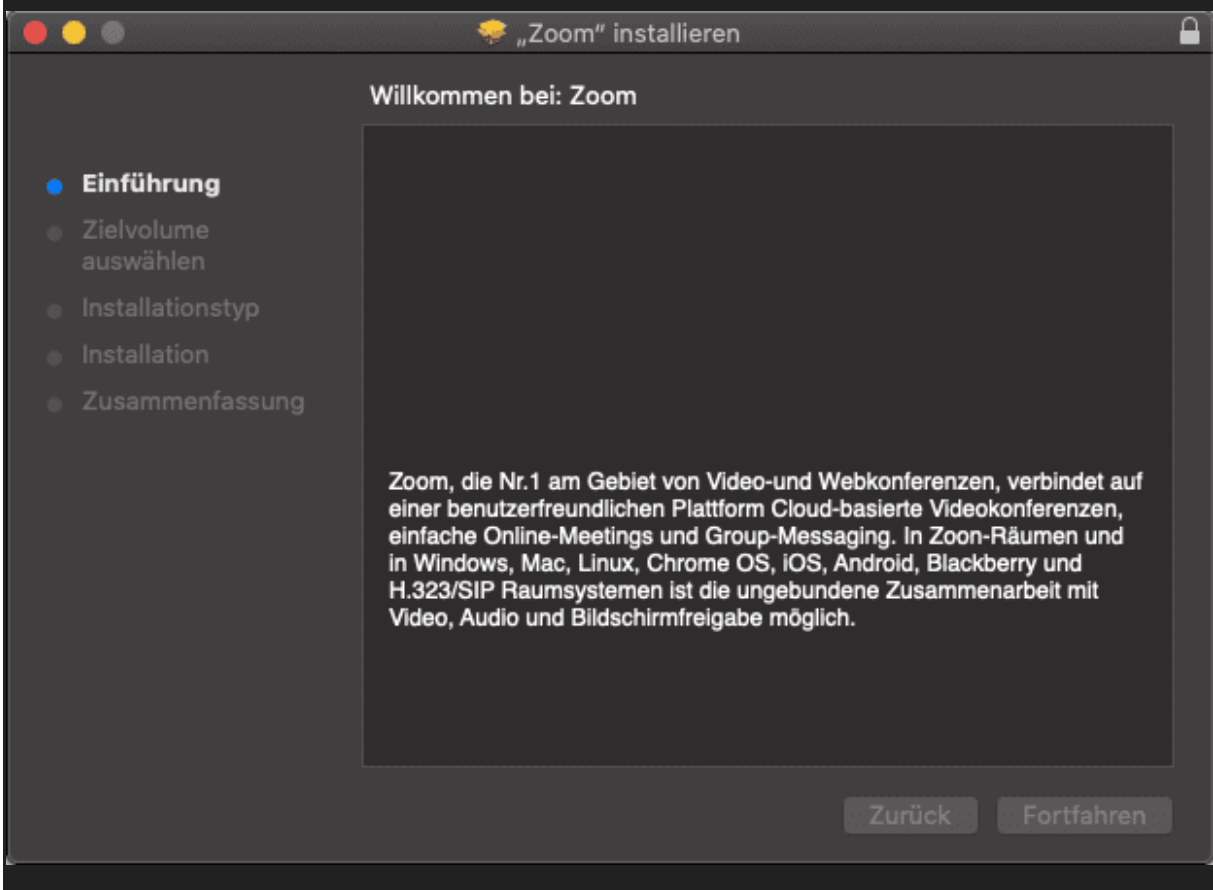 „Zoom“ installieren
Willkommen bei: Zoom
Einführung
Zielvolume
auswählen
Installationstyp
Installation
Zusammenfassung
Zoom, die Nr.1 am Gebiet von Video-und Webkonferenzen, verbindet auf
einer benutzerfreundlichen Plattform Cloud-basierte Videokonferenzen,
einfache Online-Meetings und Group-Messaging. In Zoon-Räumen und
in Windows, Mac, Linux, Chrome OS, iOS, Android, Blackberry und
H.323/SIP Raumsystemen ist die ungebundene Zusammenarbeit mit
Video, Audio und Bildschirmfreigabe möglich.
Zurück
Fortfahren